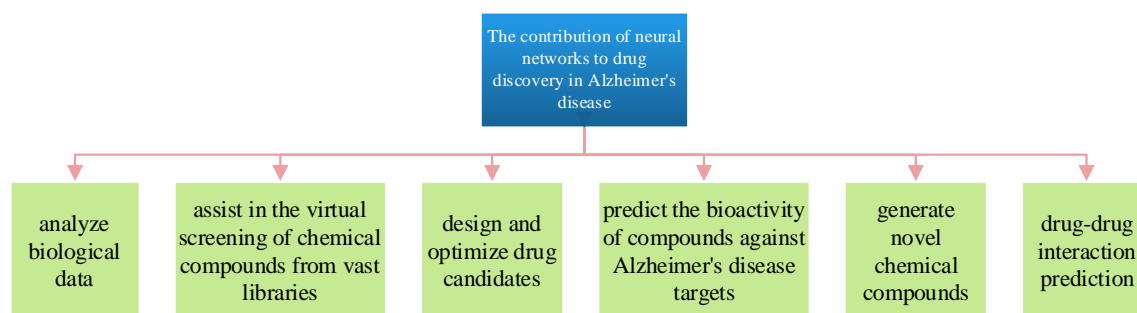 The contribution of neural
networks to drug
discovery in Alzheimer's
disease
analyze
biological
data
assist in the virtual
screening of chemical
compounds from vast
libraries
design and
optimize drug
candidates
predict the bioactivity
of compounds against
Alzheimer's disease
targets
generate
novel
chemical
compounds
drug-drug
interaction
prediction